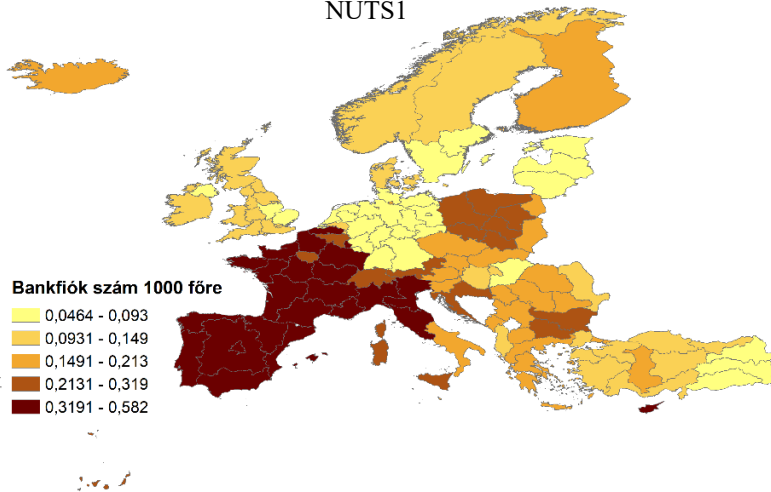 NUTS1
Bankfiók szám 1000 főre
0,0464 - 0,093
0,0931 - 0,149
0,1491 - 0,213
0,2131 - 0,319
0,3191 - 0,582